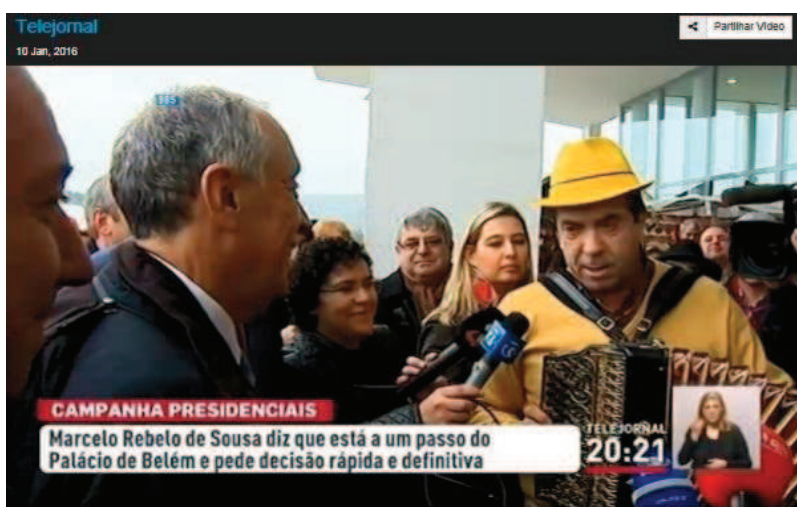 Telejornal
Partilhar Vídeo
10 Jan, 2016
CAMPANHA PRESIDENCIAIS
Marcelo Rebelo de Sousa diz que está a um passo do
Palácio de Belém e pede decisão rápida e definitiva
TELEJORNAL
20:21